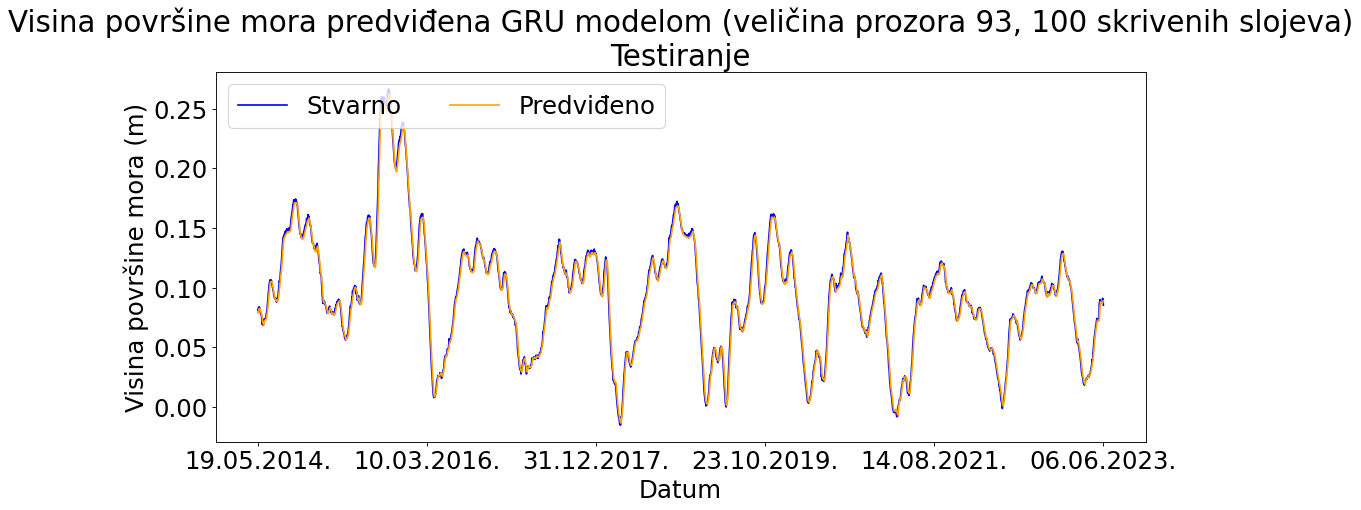 Visina površine mora predviđena GRU modelom (veličina prozora 93, 100 skrivenih slojeva)
Testiranje
Stvarno Predviđeno
Visina površine mora (m)
0.25
0.20
0.15
0.10
0.05
0.00
19.05.2014. 10.03.2016. 31.12.2017. 23.10.2019. 14.08.2021. 06.06.2023.
Datum